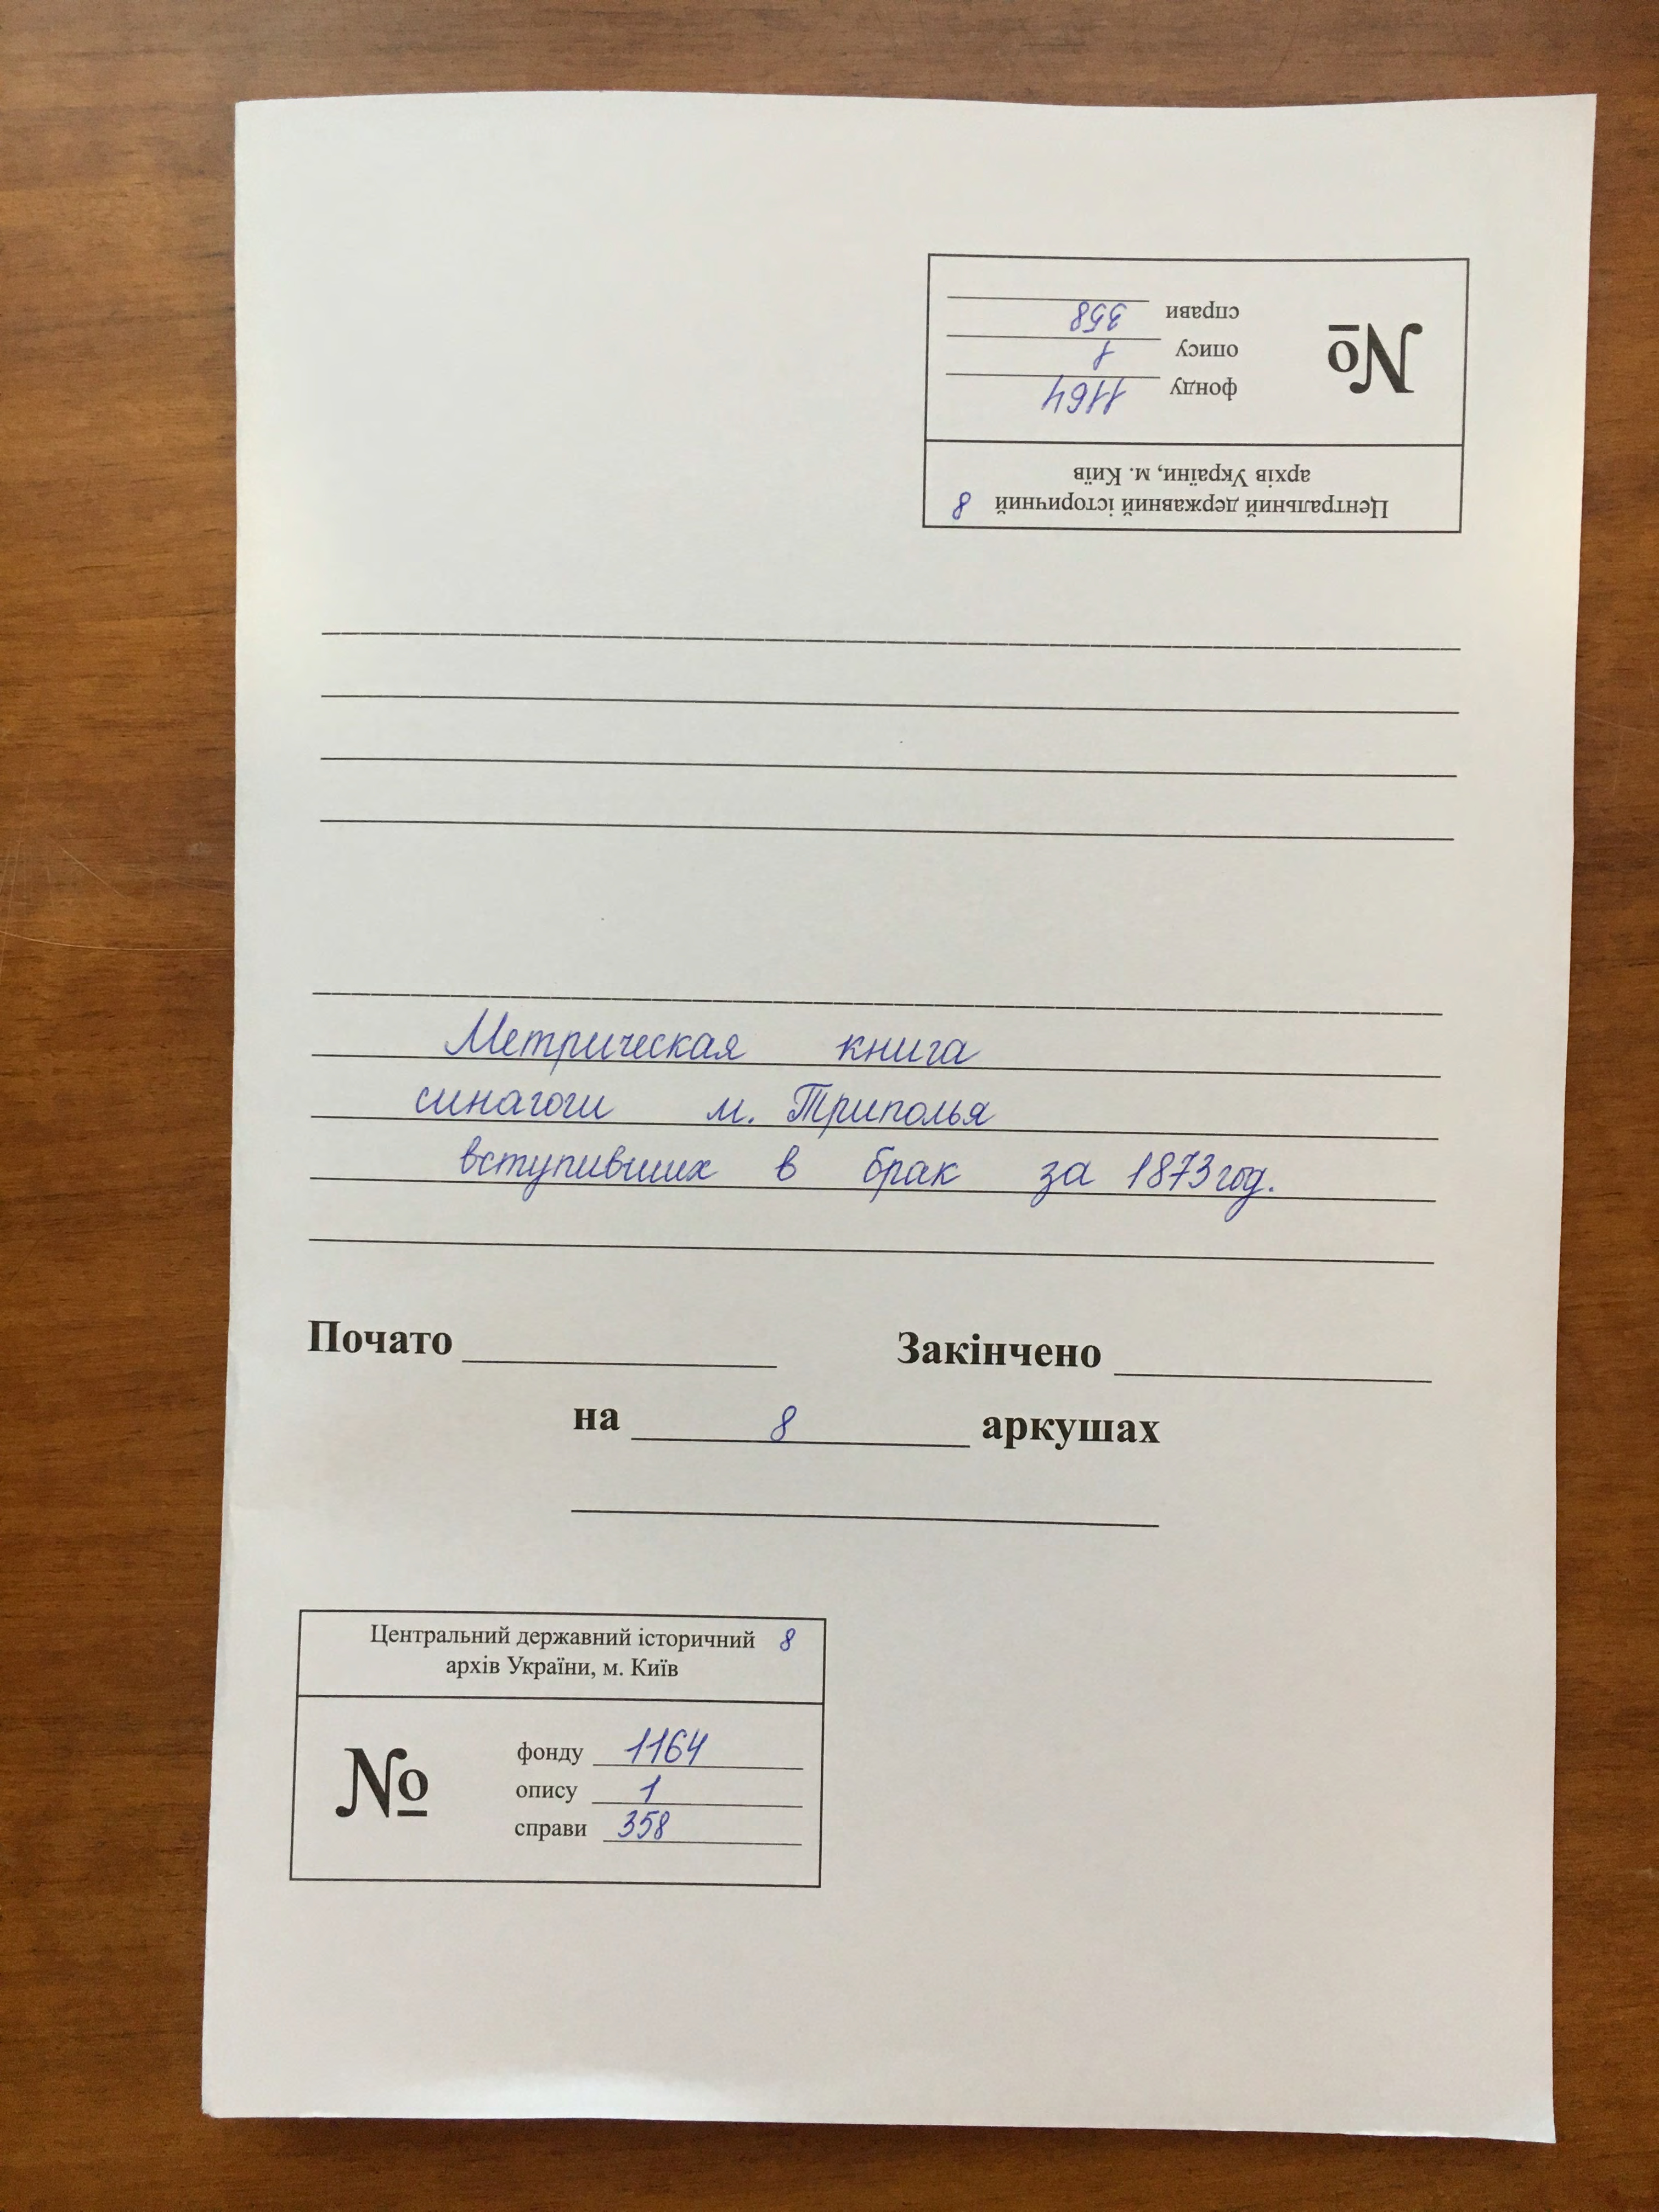 Центральний державний історичний 8
архів України, м. Київ
№
фонду 1164
опису 1
справи 358
Метрическая книга
синагоги м. Триполья
вступивших в брак за 1873 год.
Почато Закінчено
на 8 аркушах
Центральний державний історичний 8
архів України, м. Київ
№
фонду 1164
опису 1
справи 358